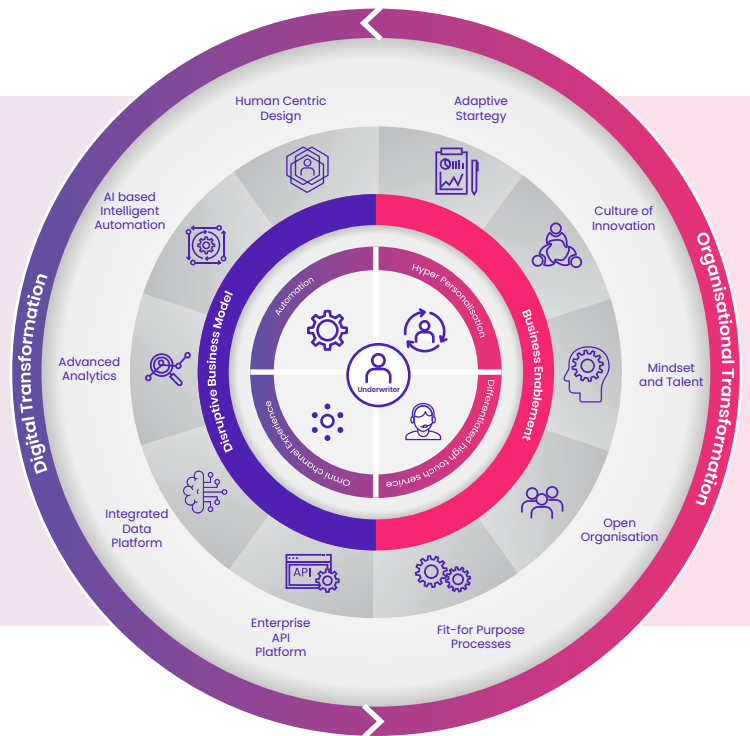 Human Centric
Design
Adaptive
Startegy
AI based
Intelligent
Automation
Culture of
Innovation
Digital Transformation
Organisational Transformation
Disruptive Business Model
Business Enablement
Automation
Hyper Personalisation
Advanced
Analytics
Underwriter
Mindset
and Talent
Omni channel Experience
Differentiated high touch service
Integrated
Data
Platform
Open
Organisation
API
Enterprise
API
Platform
Fit-for Purpose
Processes